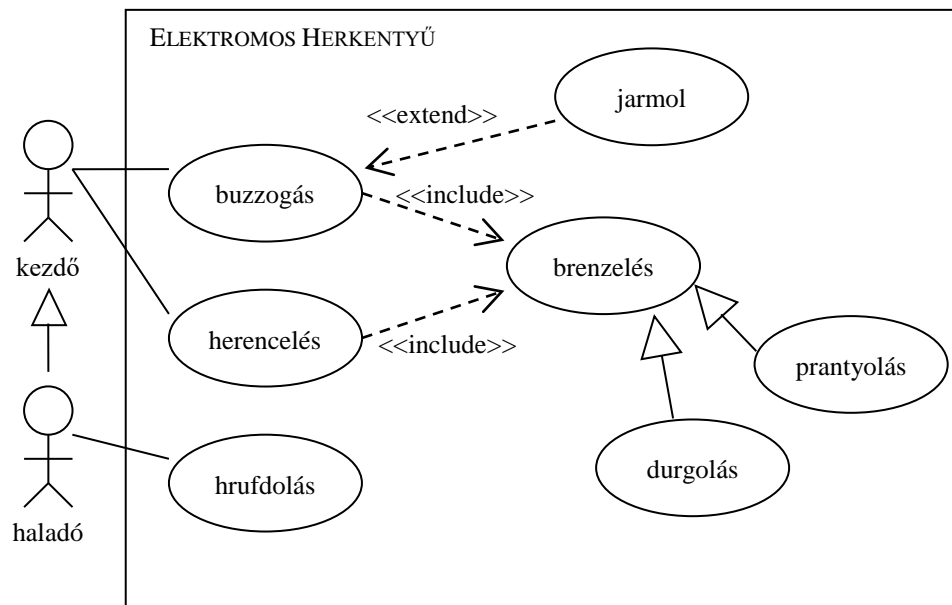 ELEKTROMOS HERKENTYŰ
jarmol
<<extend>>
buzzogás
<<include>>
kezdő
brenzelés
herencelés
<<include>>
prantyolás
durgolás
hrufdolás
haladó